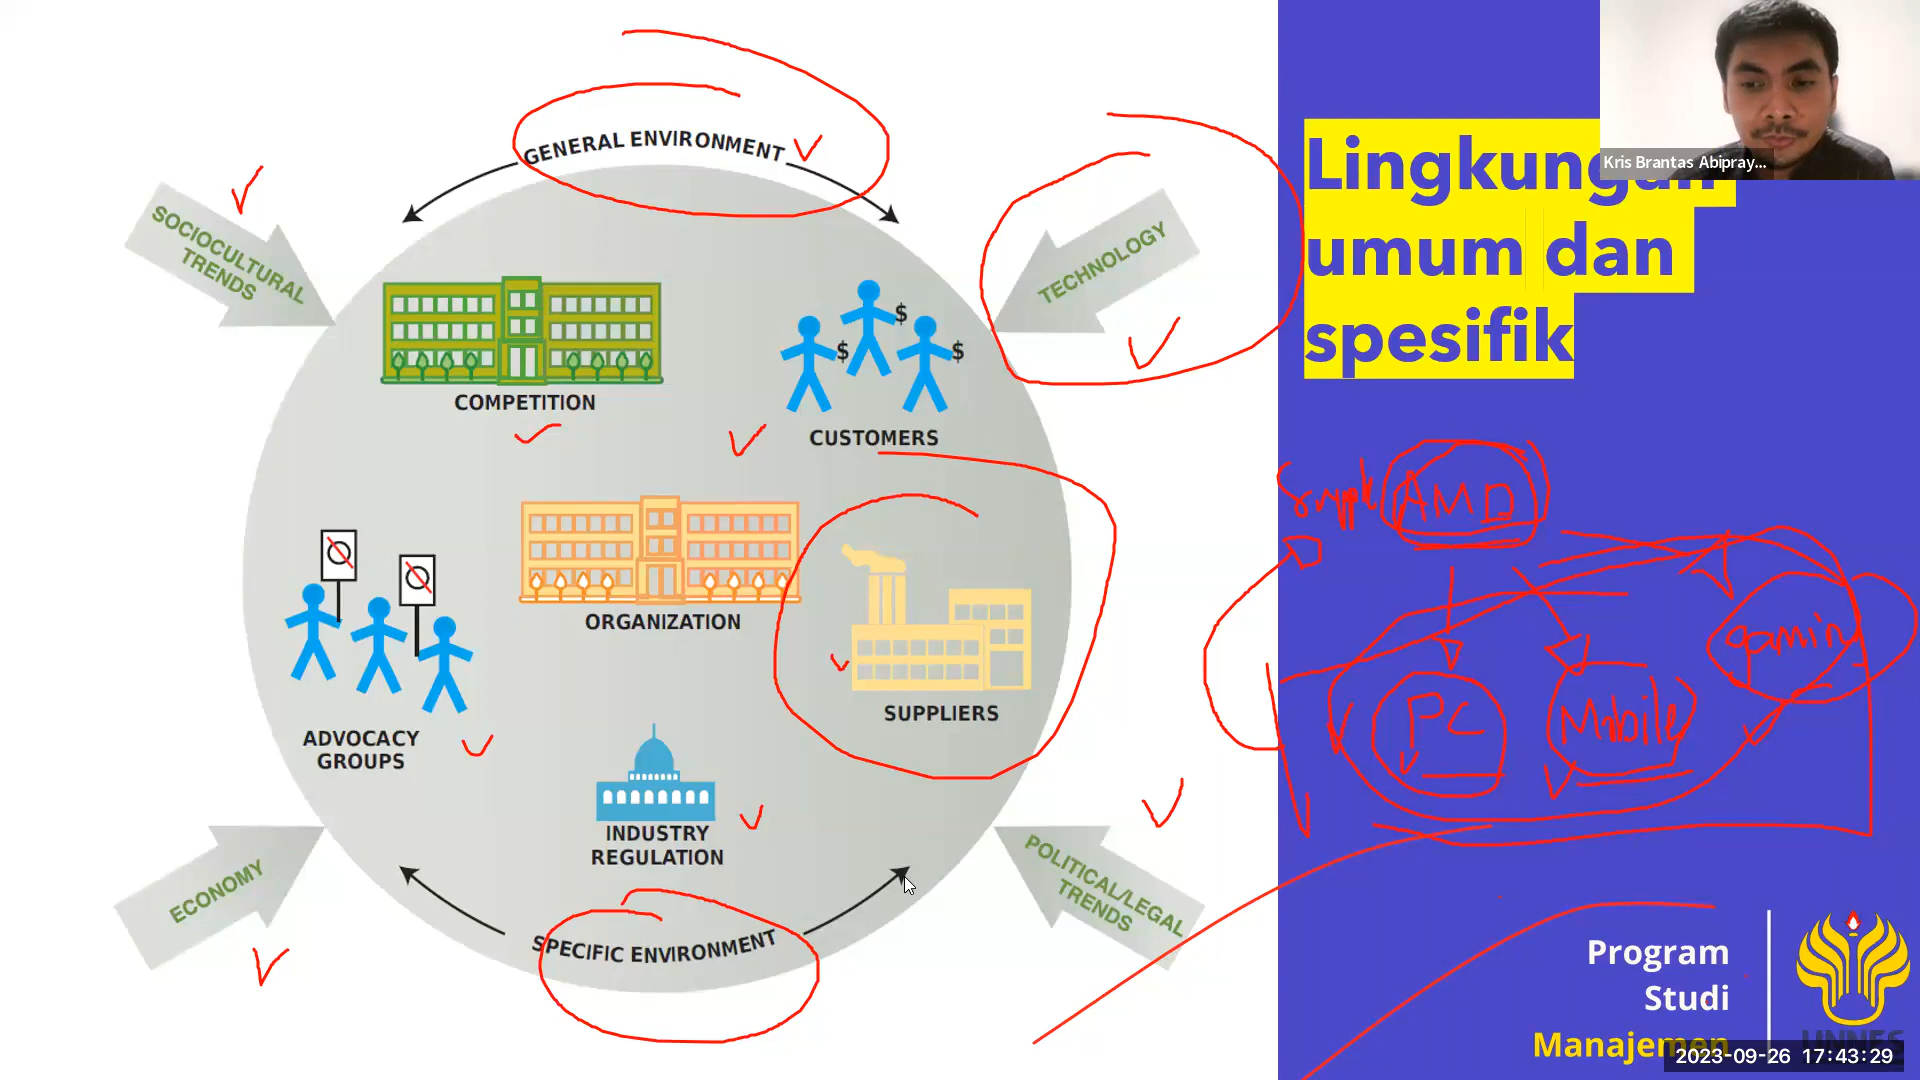 GENERAL ENVIRONMENT
SOCIOCULTURAL
TRENDS
TECHNOLOGY
$
$
$
COMPETITION
CUSTOMERS
ORGANIZATION
SUPPLIERS
ADVOCACY
GROUPS
INDUSTRY
REGULATION
ECONOMY
POLITICAL/LEGAL
TRENDS
SPECIFIC ENVIRONMENT
Kris Brantas Abipray...
Lingkungan
umum dan
spesifik
AMD
PC
Mobile
Program
Studi
Manajemen
UNNES
2023-09-26 17:43:29